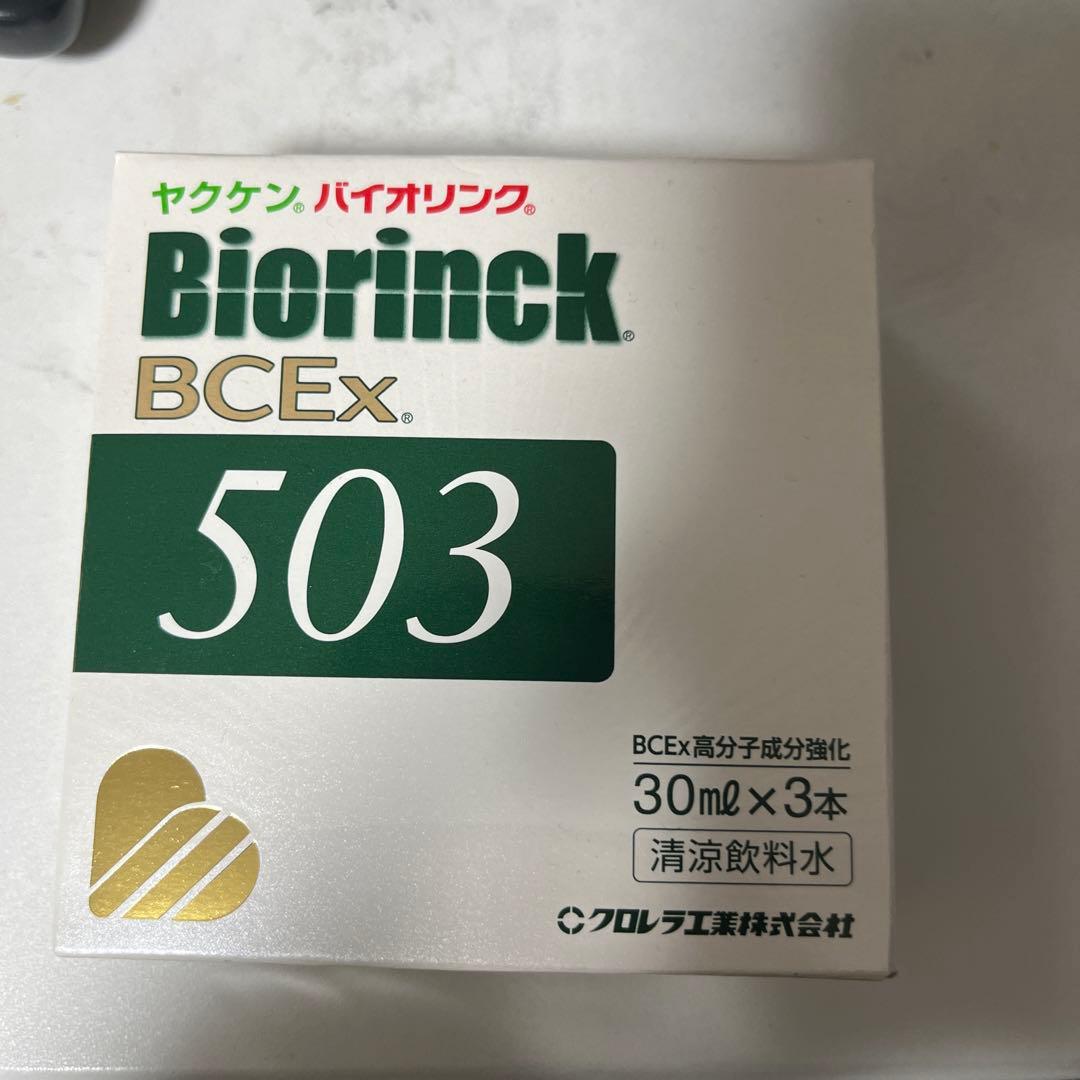 ヤクケン® バイオリンク®
Biorinck®
BCEx®
503
BCEx高分子成分強化
30ml×3本
清涼飲料水
クロレラ工業株式会社